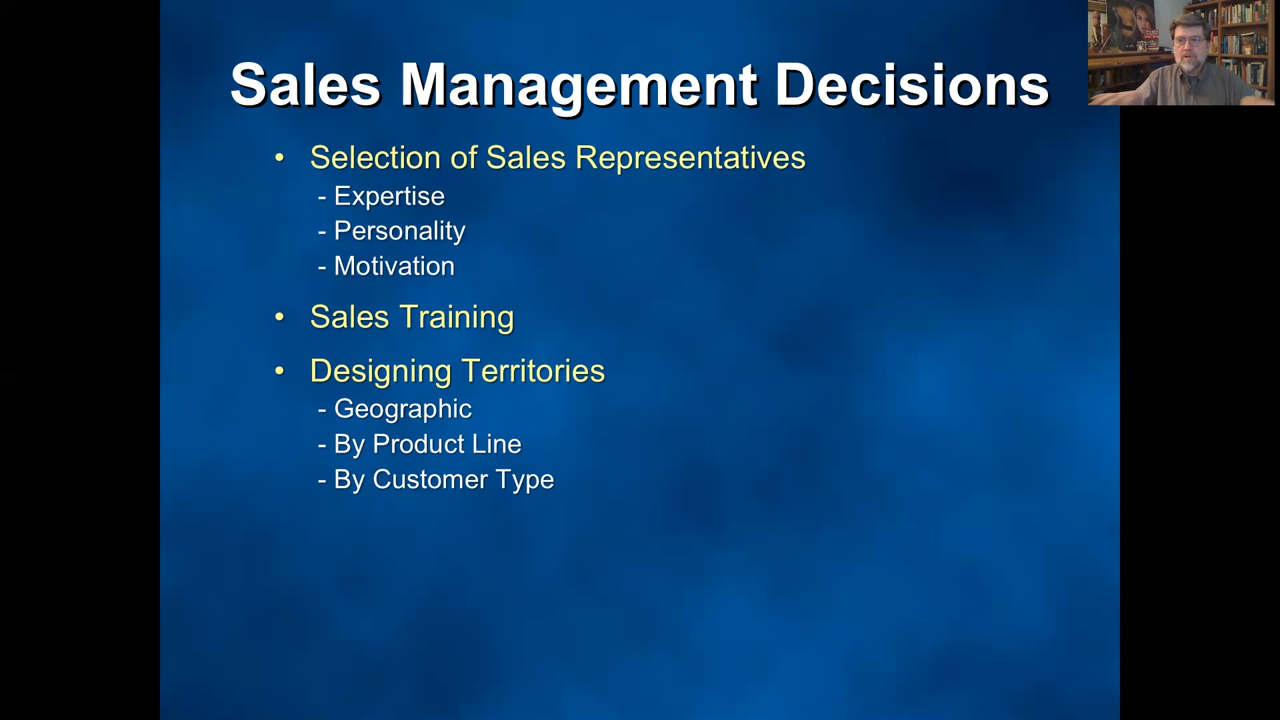 Sales Management Decisions
• Selection of Sales Representatives
- Expertise
- Personality
- Motivation
• Sales Training
• Designing Territories
- Geographic
- By Product Line
- By Customer Type